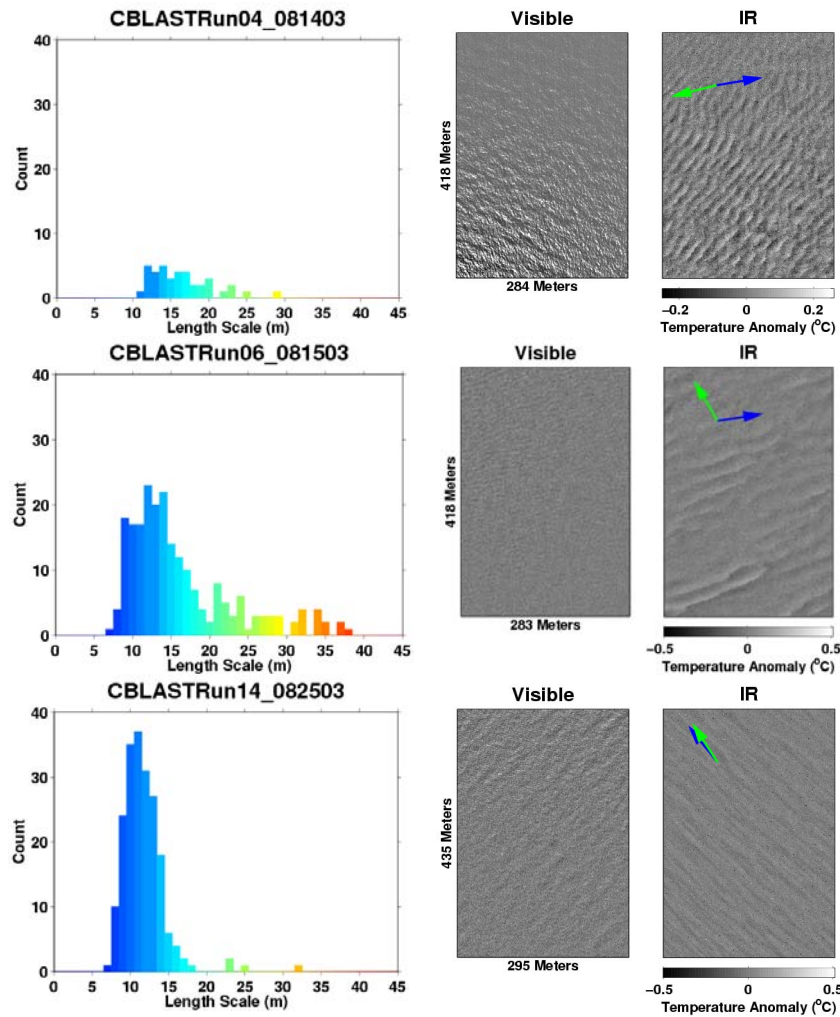 CBLASTRun04_081403
Visible
IR
40
30
20
10
0
Count
0 5 10 15 20 25 30 35 40 45
Length Scale (m)
418 Meters
284 Meters
−0.2 0 0.2
Temperature Anomaly (°C)
CBLASTRun06_081503
Visible
IR
40
30
20
10
0
Count
0 5 10 15 20 25 30 35 40 45
Length Scale (m)
418 Meters
283 Meters
−0.5 0 0.5
Temperature Anomaly (°C)
CBLASTRun14_082503
Visible
IR
40
30
20
10
0
Count
0 5 10 15 20 25 30 35 40 45
Length Scale (m)
435 Meters
295 Meters
−0.5 0 0.5
Temperature Anomaly (°C)